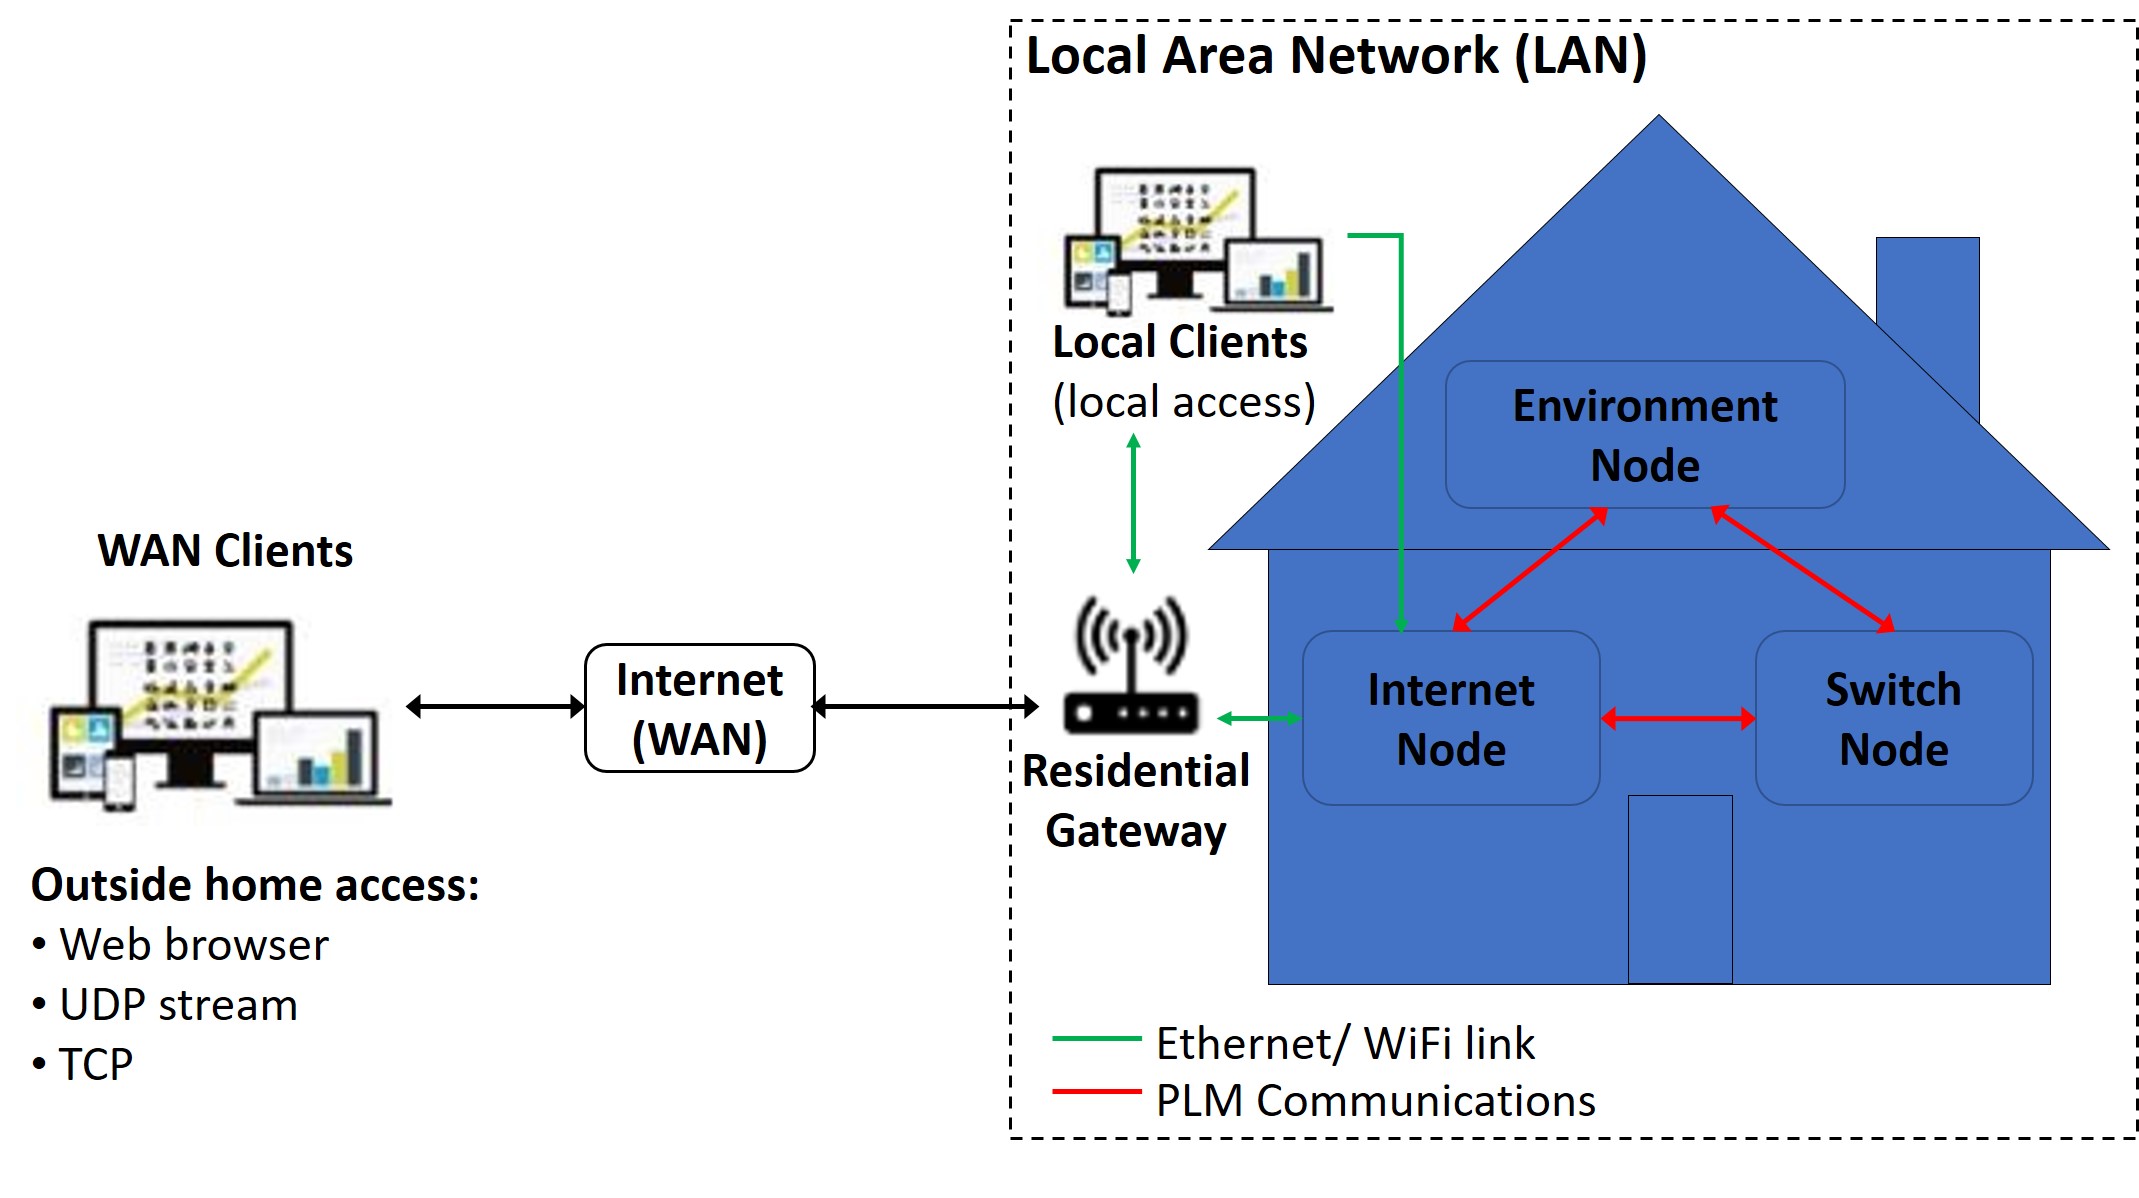 Local Area Network (LAN)
Local Clients
(local access)
Environment
Node
WAN Clients
Internet
(WAN)
Residential
Gateway
Internet
Node
Switch
Node
Outside home access:
• Web browser
• UDP stream
• TCP
Ethernet/ WiFi link
PLM Communications